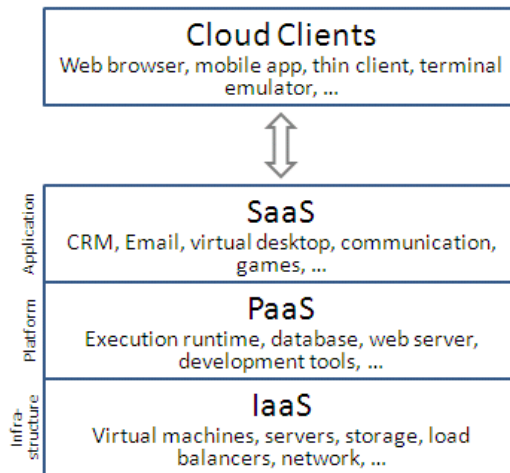 Cloud Clients
Web browser, mobile app, thin client, terminal
emulator, ...
Application
SaaS
CRM, Email, virtual desktop, communication,
games, ...
Platform
PaaS
Execution runtime, database, web server,
development tools, ...
Infra-
structure
IaaS
Virtual machines, servers, storage, load
balancers, network, ...